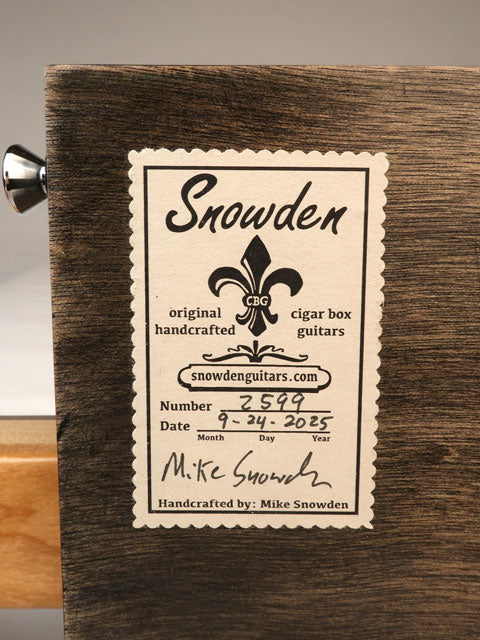 Snowden
CBG
original handcrafted
cigar box guitars
snowdenguitars.com
Number 2599
Date 9-24-2025
Month Day Year
Mike Snowden
Handcrafted by: Mike Snowden